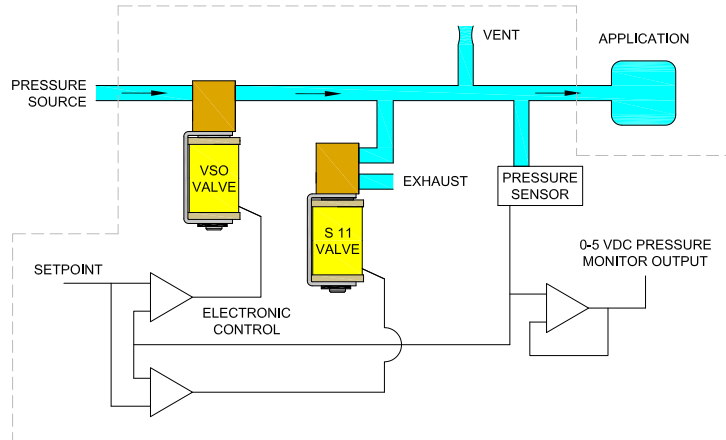 VENT
APPLICATION
PRESSURE
SOURCE
VSO
VALVE
EXHAUST
PRESSURE
SENSOR
S 11
VALVE
0-5 VDC PRESSURE
MONITOR OUTPUT
SETPOINT
ELECTRONIC
CONTROL